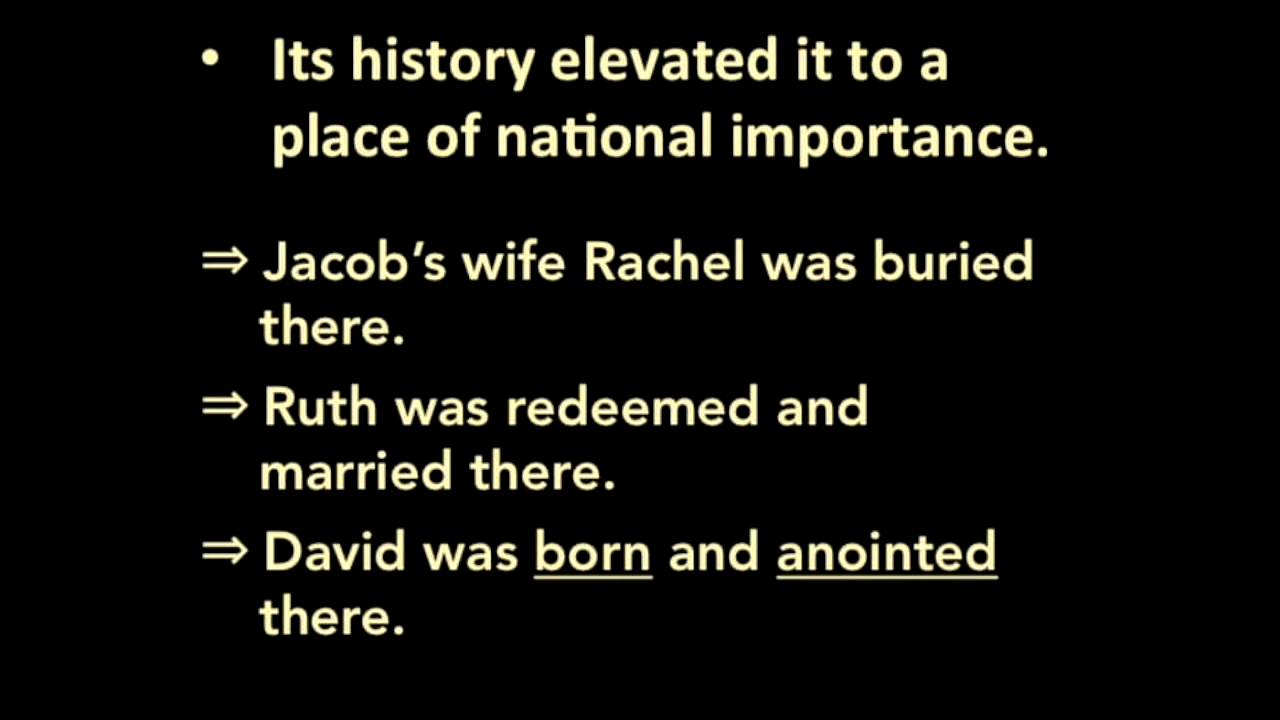 • Its history elevated it to a
place of national importance.
⇒ Jacob’s wife Rachel was buried
there.
⇒ Ruth was redeemed and
married there.
⇒ David was born and anointed
there.